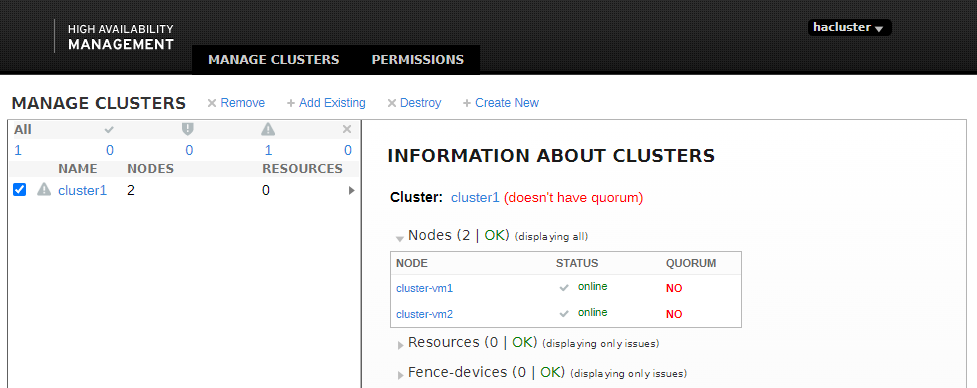 HIGH AVAILABILITY
MANAGEMENT
MANAGE CLUSTERS PERMISSIONS
hacluster
MANAGE CLUSTERS Remove Add Existing Destroy Create New
All
1 0 0 1 0
NAME NODES RESOURCES
cluster1 2 0
INFORMATION ABOUT CLUSTERS
Cluster: cluster1 (doesn't have quorum)
Nodes (2 | OK) (displaying all)
NODE STATUS QUORUM
cluster-vm1 online NO
cluster-vm2 online NO
Resources (0 | OK) (displaying only issues)
Fence-devices (0 | OK) (displaying only issues)